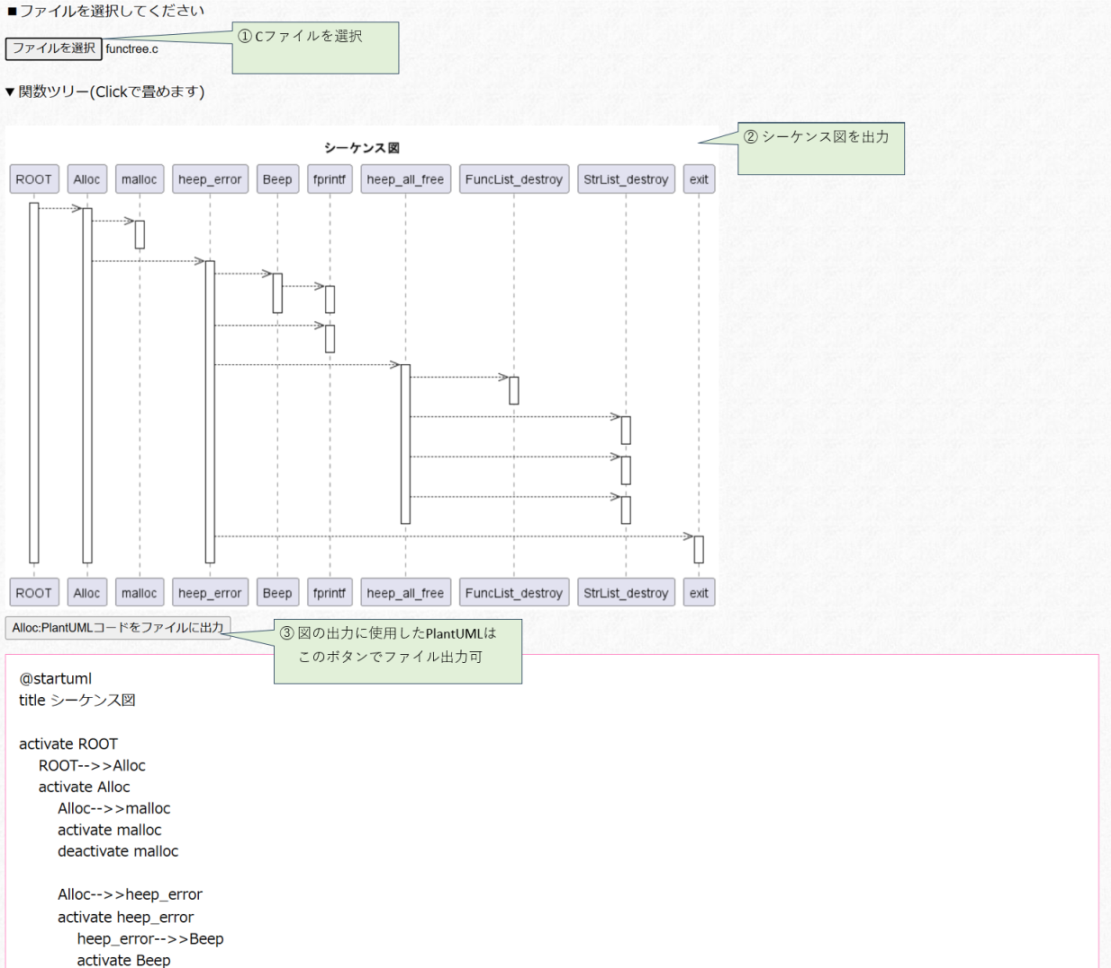 ■ファイルを選択してください
ファイルを選択 functree.c
①Cファイルを選択
▼関数ツリー(Clickで畳めます)
②シーケンス図を出力
シーケンス図
ROOT Alloc malloc heep_error Beep fprintf heep_all_free FuncList_destroy StrList_destroy exit
ROOT Alloc malloc heep_error Beep fprintf heep_all_free FuncList_destroy StrList_destroy exit
Alloc:PlantUMLコードをファイルに出力
③図の出力に使用したPlantUMLは
このボタンでファイル出力可
@startuml
title シーケンス図
activate ROOT
ROOT-->>Alloc
activate Alloc
Alloc-->>malloc
activate malloc
deactivate malloc
Alloc-->>heep_error
activate heep_error
heep_error-->>Beep
activate Beep